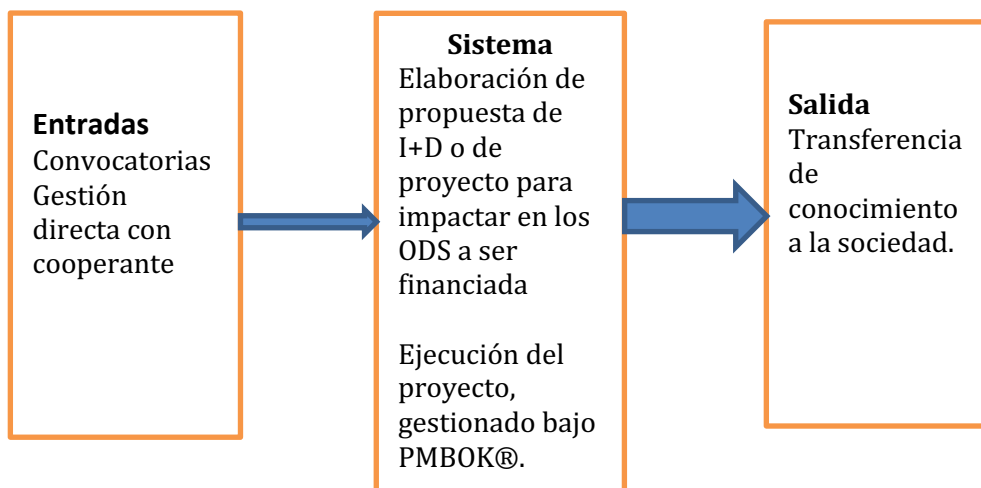 Entradas
Convocatorias
Gestión
directa con
cooperante
Sistema
Elaboración de
propuesta de
I+D o de
proyecto para
impactar en los
ODS a ser
financiada
Ejecución del
proyecto,
gestionado bajo
PMBOK®.
Salida
Transferencia
de
conocimiento
a la sociedad.